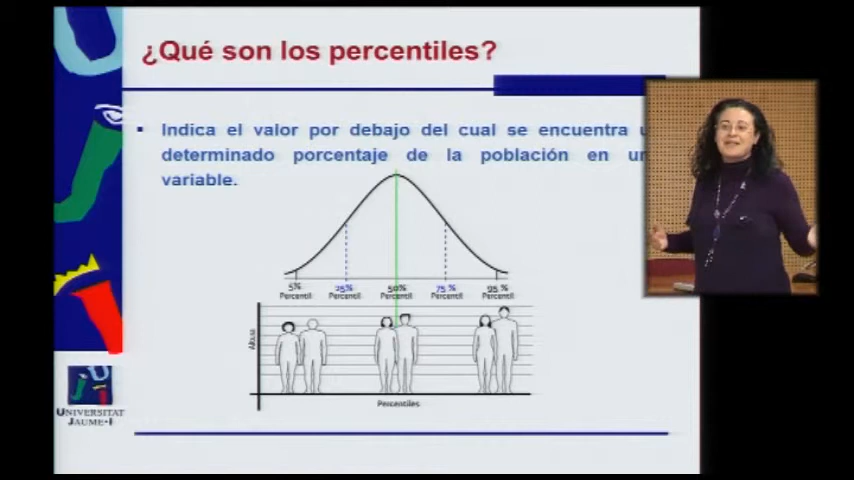 ¿Qué son los percentiles?
Indica el valor por debajo del cual se encuentra
determinado porcentaje de la población en
variable.
5% 25% 50% 75 % 95 %
Percentil Percentil Percentil Percentil Percentil
Altura
Percentiles
UNIVERSITAT
JAUME-I